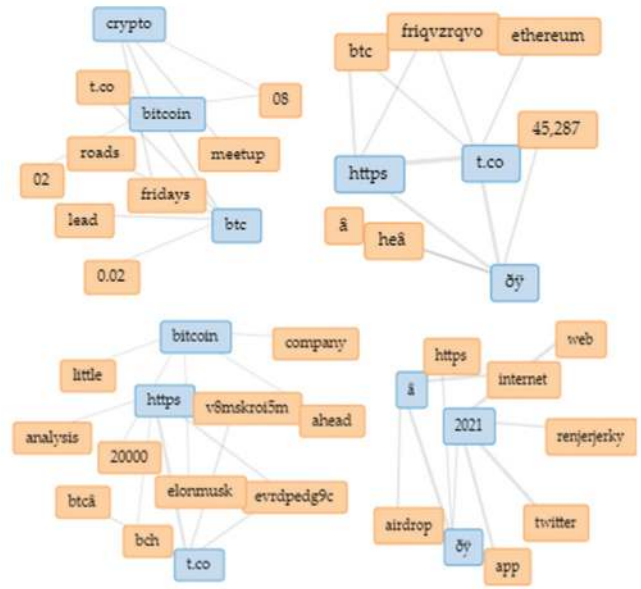 crypto
t.co
08
bitcoin
roads
meetup
02
fridays
lead
btc
0.02
friqvzrqvo
btc
ethereum
45,287
t.co
https
â
heâ
ðÿ
bitcoin
company
little
https
v8mskroi5m
ahead
analysis
20000
elonmusk
evrdpedg9c
btcâ
bch
t.co
web
https
internet
â
2021
renjerjerky
airdrop
twitter
ðÿ
app